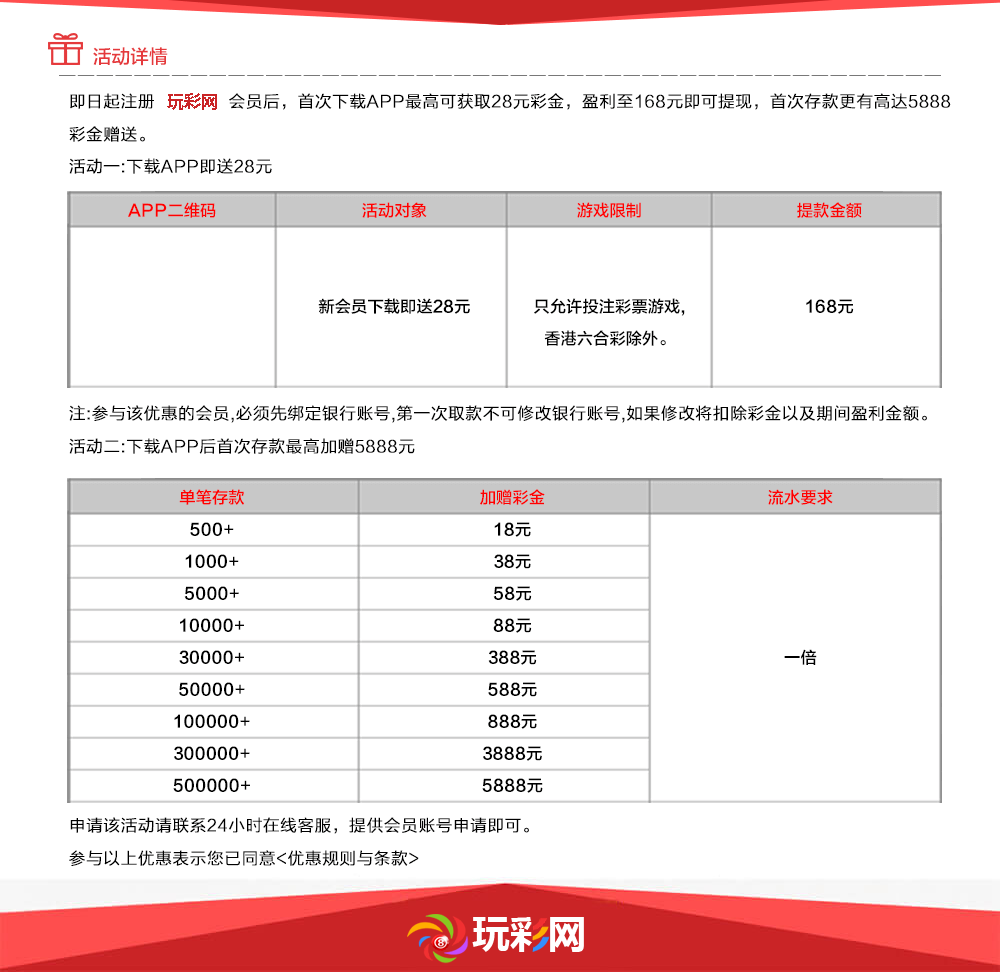 活动详情
即日起注册 玩彩网 会员后，首次下载APP最高可获取28元彩金，盈利至168元即可提现，首次存款更有高达5888
彩金赠送。
活动一:下载APP即送28元
APP二维码 活动对象 游戏限制 提款金额
新会员下载即送28元 只允许投注彩票游戏, 168元
香港六合彩除外。
注:参与该优惠的会员,必须先绑定银行账号,第一次取款不可修改银行账号,如果修改将扣除彩金以及期间盈利金额。
活动二:下载APP后首次存款最高加赠5888元
单笔存款 加赠彩金 流水要求
500+ 18元
1000+ 38元
5000+ 58元
10000+ 88元
30000+ 388元 一倍
50000+ 588元
100000+ 888元
300000+ 3888元
500000+ 5888元
申请该活动请联系24小时在线客服，提供会员账号申请即可。
参与以上优惠表示您已同意<优惠规则与条款>
8 玩彩网